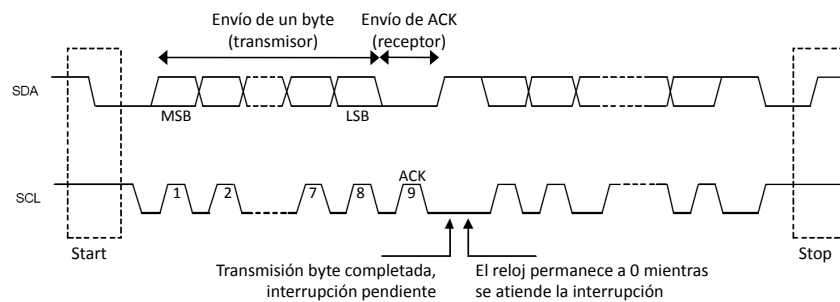 Envío de un byte
(transmisor)
Envío de ACK
(receptor)
SDA
MSB
LSB
SCL
1
2
7
8
ACK
9
Start
Stop
Transmisión byte completada,
interrupción pendiente
El reloj permanece a 0 mientras
se atiende la interrupción